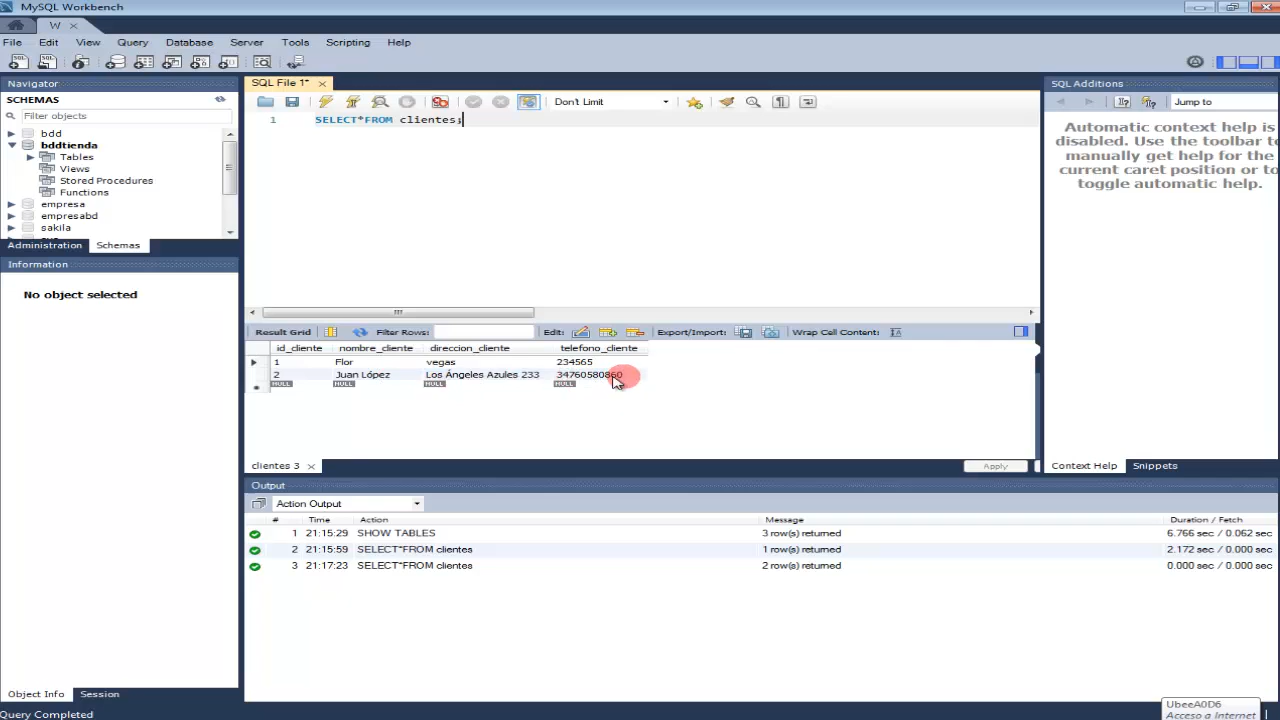 MySQL Workbench
W
File Edit View Query Database Server Tools Scripting Help
Navigator
SCHEMAS
Filter objects
bdd
bddtienda
Tables
Views
Stored Procedures
Functions
empresa
empresabd
sakila
Administration Schemas
Information
No object selected
Object Info Session
Query Completed
SQL File 1*
Don't Limit
1 SELECT*FROM clientes;
Result Grid Filter Rows: Edit: Export/Import: Wrap Cell Content:
id_cliente nombre_cliente direccion_cliente telefono_cliente
1 Flor vegas 234565
2 Juan López Los Ángeles Azules 233 34760580860
NULL NULL NULL NULL
clientes 3
Apply
Output
Action Output
# Time Action Message Duration / Fetch
1 21:15:29 SHOW TABLES 3 row(s) returned 6.766 sec / 0.062 sec
2 21:15:59 SELECT*FROM clientes 1 row(s) returned 2.172 sec / 0.000 sec
3 21:17:23 SELECT*FROM clientes 2 row(s) returned 0.000 sec / 0.000 sec
SQL Additions
Jump to
Automatic context help is
disabled. Use the toolbar to
manually get help for the
current caret position or to
toggle automatic help.
Context Help Snippets
UbeeA0D6
Acceso a Internet